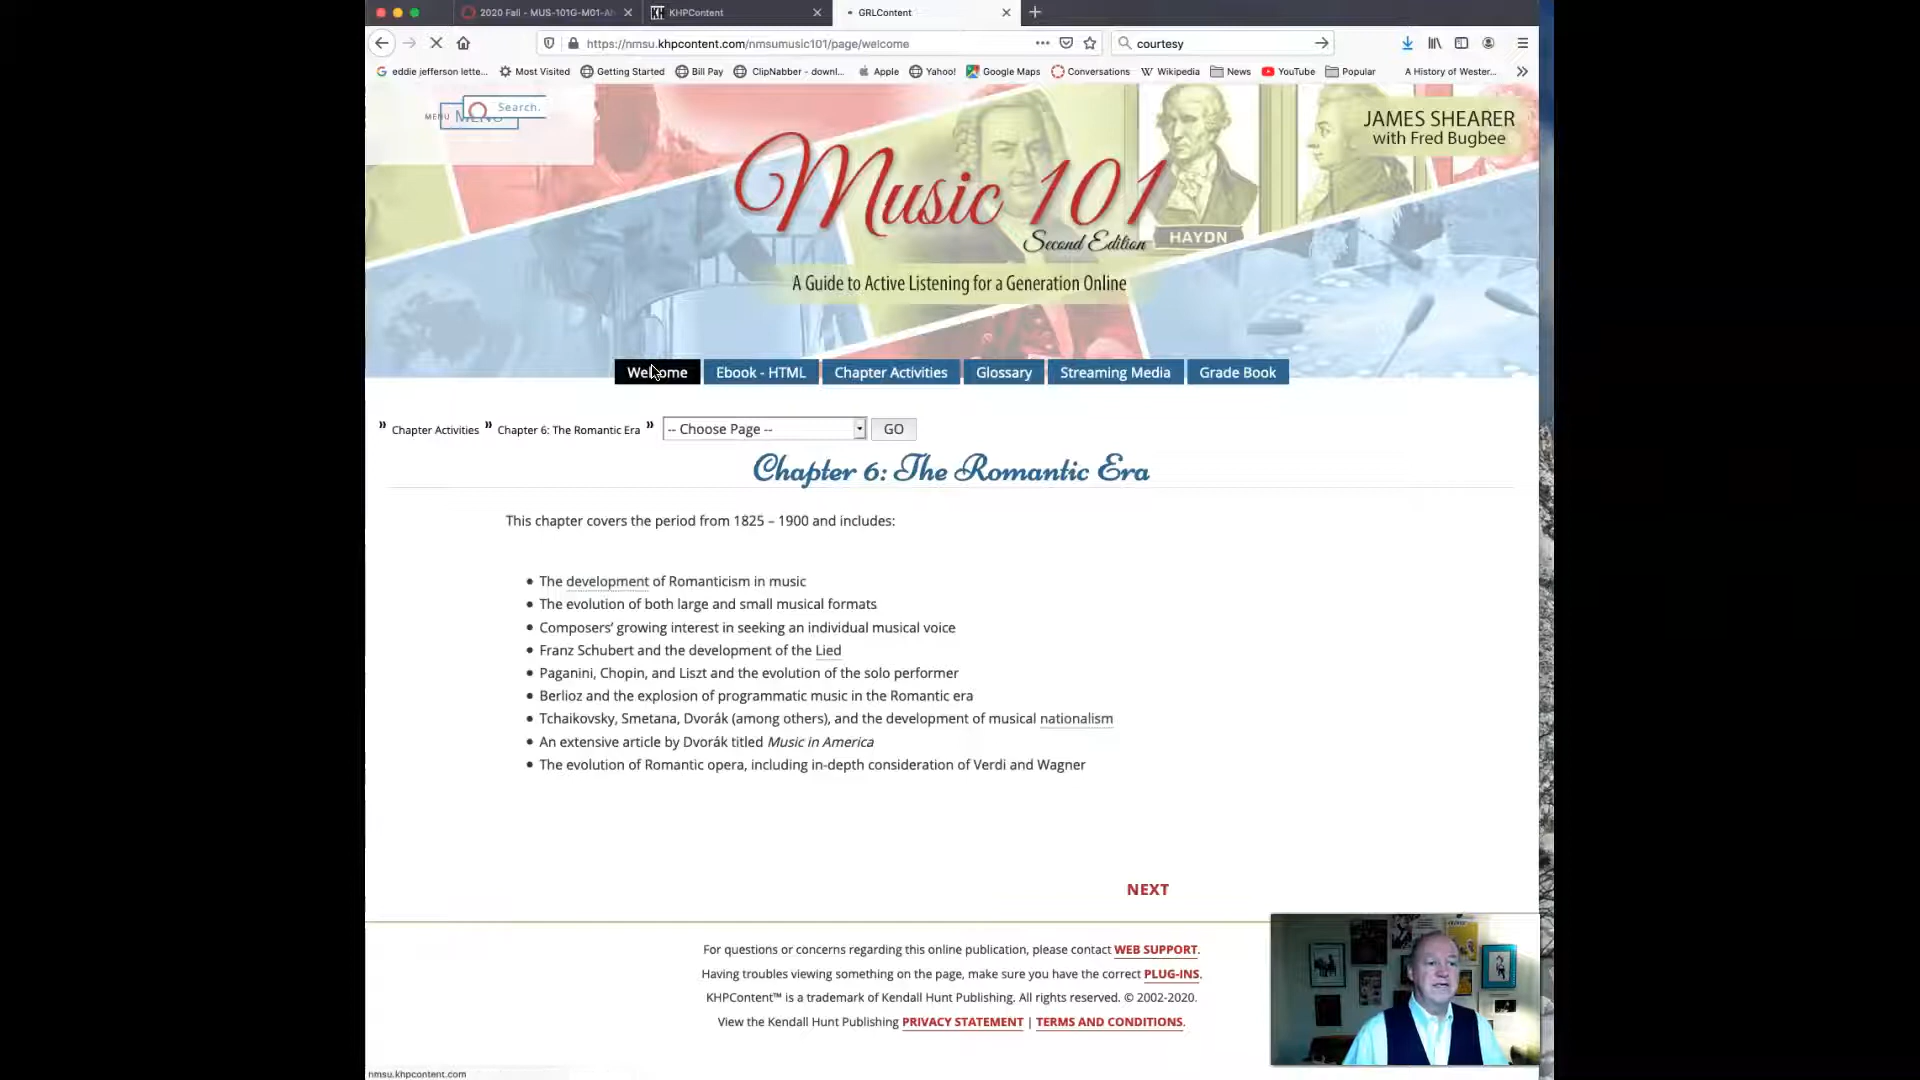 2020 Fall - MUS-101G-M01-A
KHPContent
GRLContent
https://nmsu.khpcontent.com/nmsumusic101/page/welcome
courtesy
eddie jefferson lette...
Most Visited
Getting Started
Bill Pay
ClipNabber - downl...
Apple
Yahoo!
Google Maps
Conversations
Wikipedia
News
YouTube
Popular
A History of Wester...
MENU
MENU
Search.
JAMES SHEARER
with Fred Bugbee
Music 101
Second Edition
HAYDN
A Guide to Active Listening for a Generation Online
Welcome
Ebook - HTML
Chapter Activities
Glossary
Streaming Media
Grade Book
» Chapter Activities » Chapter 6: The Romantic Era » -- Choose Page -- GO
Chapter 6: The Romantic Era
This chapter covers the period from 1825 – 1900 and includes:
• The development of Romanticism in music
• The evolution of both large and small musical formats
• Composers’ growing interest in seeking an individual musical voice
• Franz Schubert and the development of the Lied
• Paganini, Chopin, and Liszt and the evolution of the solo performer
• Berlioz and the explosion of programmatic music in the Romantic era
• Tchaikovsky, Smetana, Dvořák (among others), and the development of musical nationalism
• An extensive article by Dvořák titled Music in America
• The evolution of Romantic opera, including in-depth consideration of Verdi and Wagner
NEXT
For questions or concerns regarding this online publication, please contact WEB SUPPORT.
Having troubles viewing something on the page, make sure you have the correct PLUG-INS.
KHPContent™ is a trademark of Kendall Hunt Publishing. All rights reserved. © 2002-2020.
View the Kendall Hunt Publishing PRIVACY STATEMENT | TERMS AND CONDITIONS.
nmsu.khpcontent.com